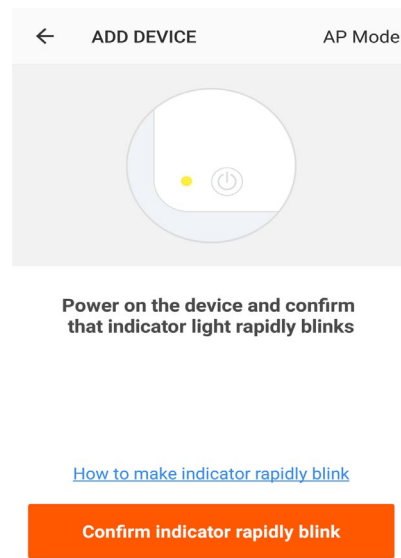 ADD DEVICE AP Mode
Power on the device and confirm
that indicator light rapidly blinks
How to make indicator rapidly blink
Confirm indicator rapidly blink